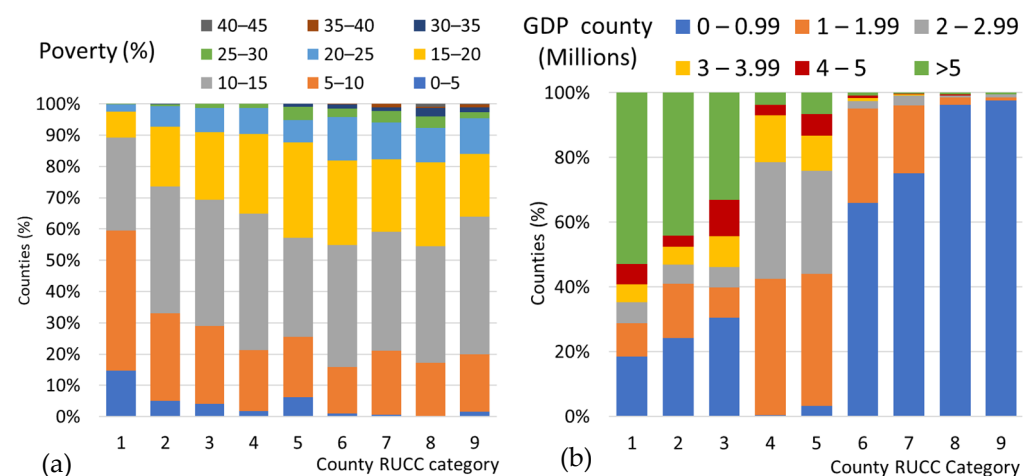 Poverty (%)
40–45 35–40 30–35
25–30 20–25 15–20
10–15 5–10 0–5
100%
90%
80%
70%
60%
50%
40%
30%
20%
10%
0%
Counties (%)
1 2 3 4 5 6 7 8 9
County RUCC category
(a)
GDP county
(Millions)
0 – 0.99 1 – 1.99 2 – 2.99
3 – 3.99 4 – 5 >5
100%
80%
60%
40%
20%
0%
Counties (%)
1 2 3 4 5 6 7 8 9
County RUCC Category
(b)